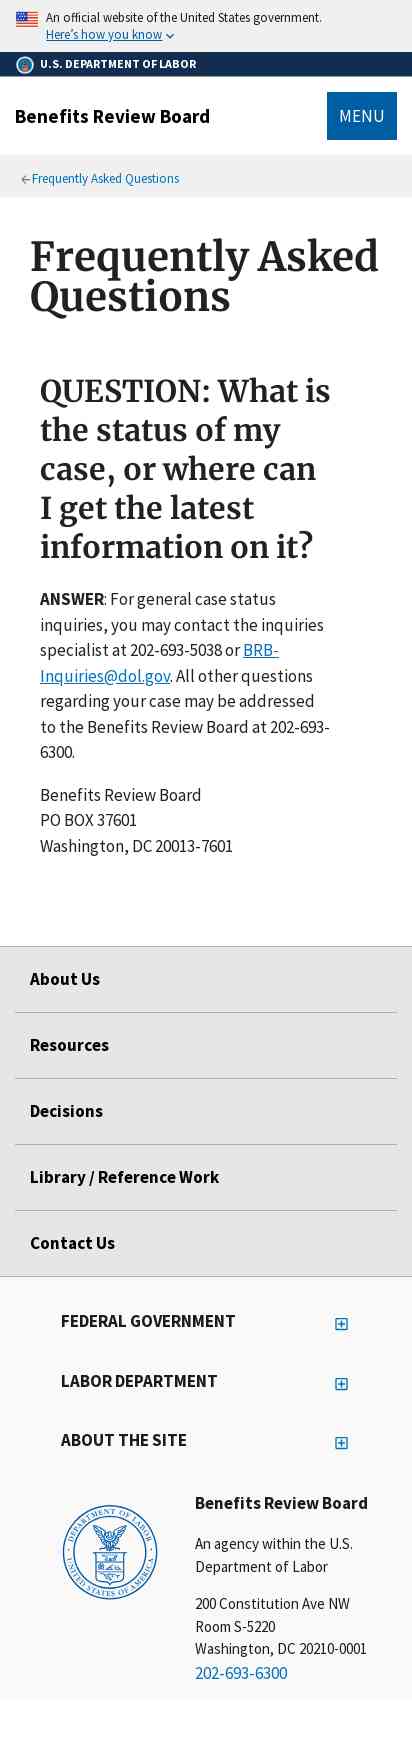 An official website of the United States government.
Here's how you know
U.S. DEPARTMENT OF LABOR
Benefits Review Board
MENU
Frequently Asked Questions
Frequently Asked
Questions
QUESTION: What is
the status of my
case, or where can
I get the latest
information on it?
ANSWER: For general case status
inquiries, you may contact the inquiries
specialist at 202-693-5038 or BRB-
Inquiries@dol.gov. All other questions
regarding your case may be addressed
to the Benefits Review Board at 202-693-
6300.
Benefits Review Board
PO BOX 37601
Washington, DC 20013-7601
About Us
Resources
Decisions
Library / Reference Work
Contact Us
FEDERAL GOVERNMENT
LABOR DEPARTMENT
ABOUT THE SITE
DEPARTMENT OF LABOR
UNITED STATES OF AMERICA
Benefits Review Board
An agency within the U.S.
Department of Labor
200 Constitution Ave NW
Room S-5220
Washington, DC 20210-0001
202-693-6300